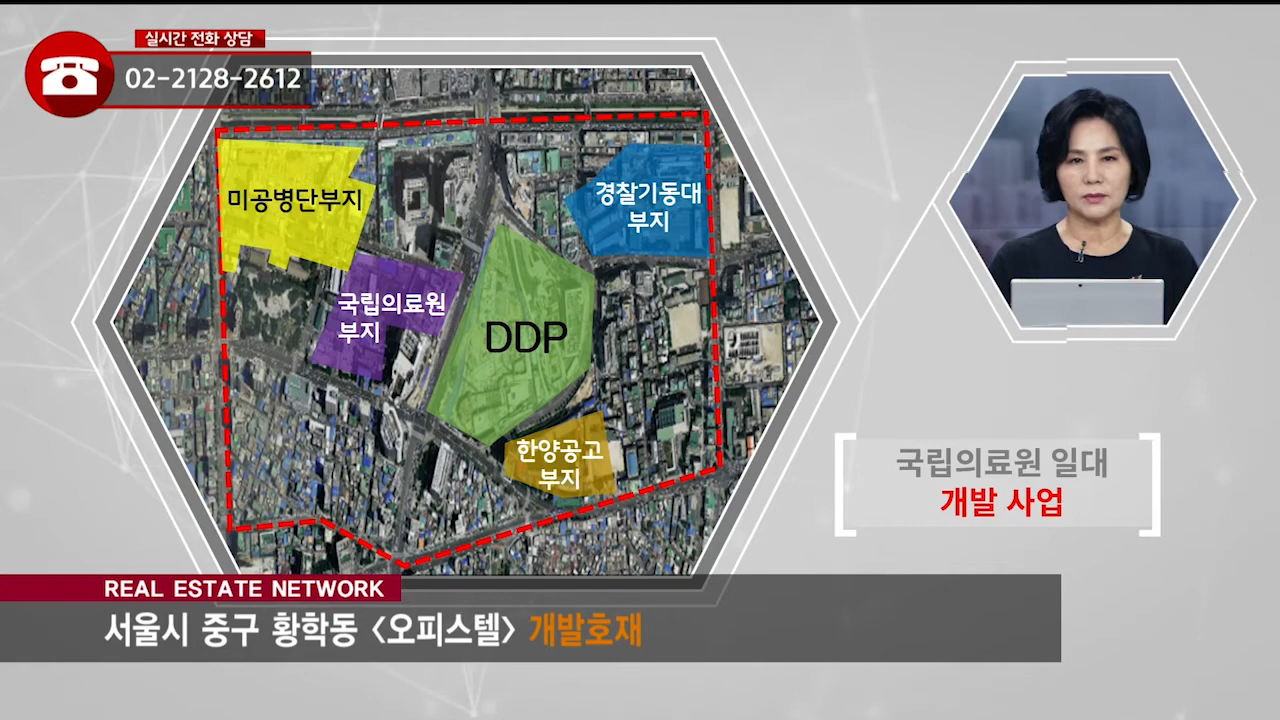 실시간 전화 상담
02-2128-2612
미공병단부지
경찰기동대
부지
국립의료원
부지
DDP
한양공고
부지
국립의료원 일대
개발 사업
REAL ESTATE NETWORK
서울시 중구 황학동 <오피스텔> 개발호재